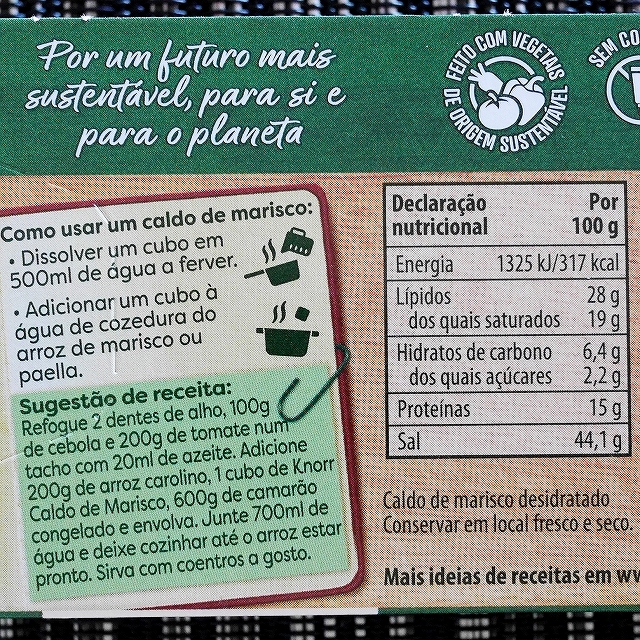 Por um futuro mais
sustentável, para si e
para o planeta
FEITO COM VEGETAIS
DE ORIGEM SUSTENTÁVEL
SEM CO
Como usar um caldo de marisco:
• Dissolver um cubo em
500ml de água a ferver.
• Adicionar um cubo à
água de cozedura do
arroz de marisco ou
paella.
Sugestão de receita:
Refogue 2 dentes de alho, 100g
de cebola e 200g de tomate num
tacho com 20ml de azeite. Adicione
200g de arroz carolino, 1 cubo de Knorr
Caldo de Marisco, 600g de camarão
congelado e envolva. Junte 700ml de
água e deixe cozinhar até o arroz estar
pronto. Sirva com coentros a gosto.
Declaração Por
nutricional 100 g
Energia 1325 kJ/317 kcal
Lípidos 28 g
dos quais saturados 19 g
Hidratos de carbono 6,4 g
dos quais açúcares 2,2 g
Proteínas 15 g
Sal 44,1 g
Caldo de marisco desidratado
Conservar em local fresco e seco.
Mais ideias de receitas em ww